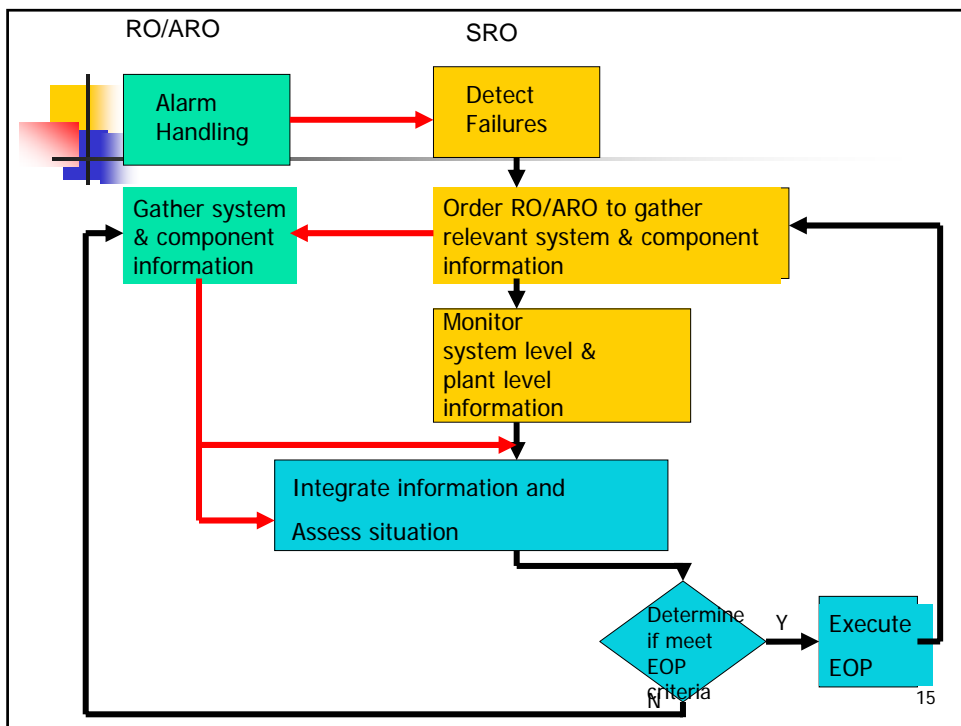 RO/ARO
SRO
Alarm
Handling
Detect
Failures
Gather system
& component
information
Order RO/ARO to gather
relevant system & component
information
Monitor
system level &
plant level
information
Integrate information and
Assess situation
Determine
if meet
EOP
criteria
Y
N
Execute
EOP
15